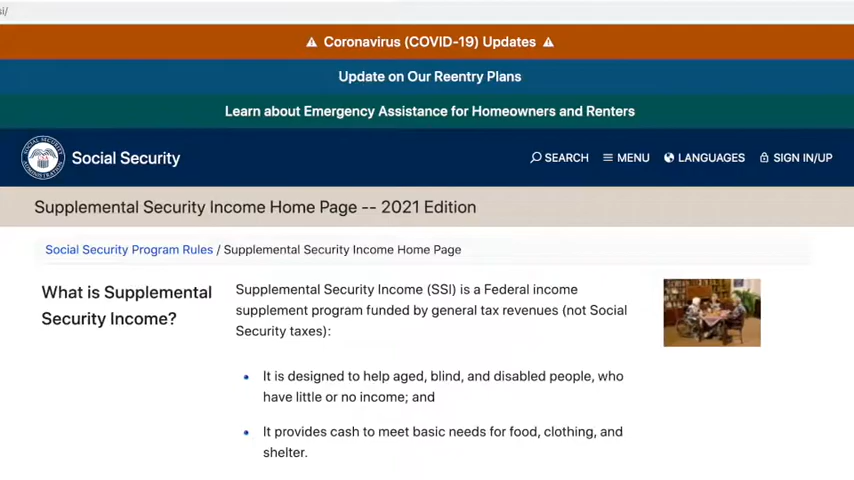 si/
Coronavirus (COVID-19) Updates
Update on Our Reentry Plans
Learn about Emergency Assistance for Homeowners and Renters
Social Security
SEARCH MENU LANGUAGES SIGN IN/UP
Supplemental Security Income Home Page -- 2021 Edition
Social Security Program Rules / Supplemental Security Income Home Page
What is Supplemental
Security Income?
Supplemental Security Income (SSI) is a Federal income
supplement program funded by general tax revenues (not Social
Security taxes):
• It is designed to help aged, blind, and disabled people, who
have little or no income; and
• It provides cash to meet basic needs for food, clothing, and
shelter.